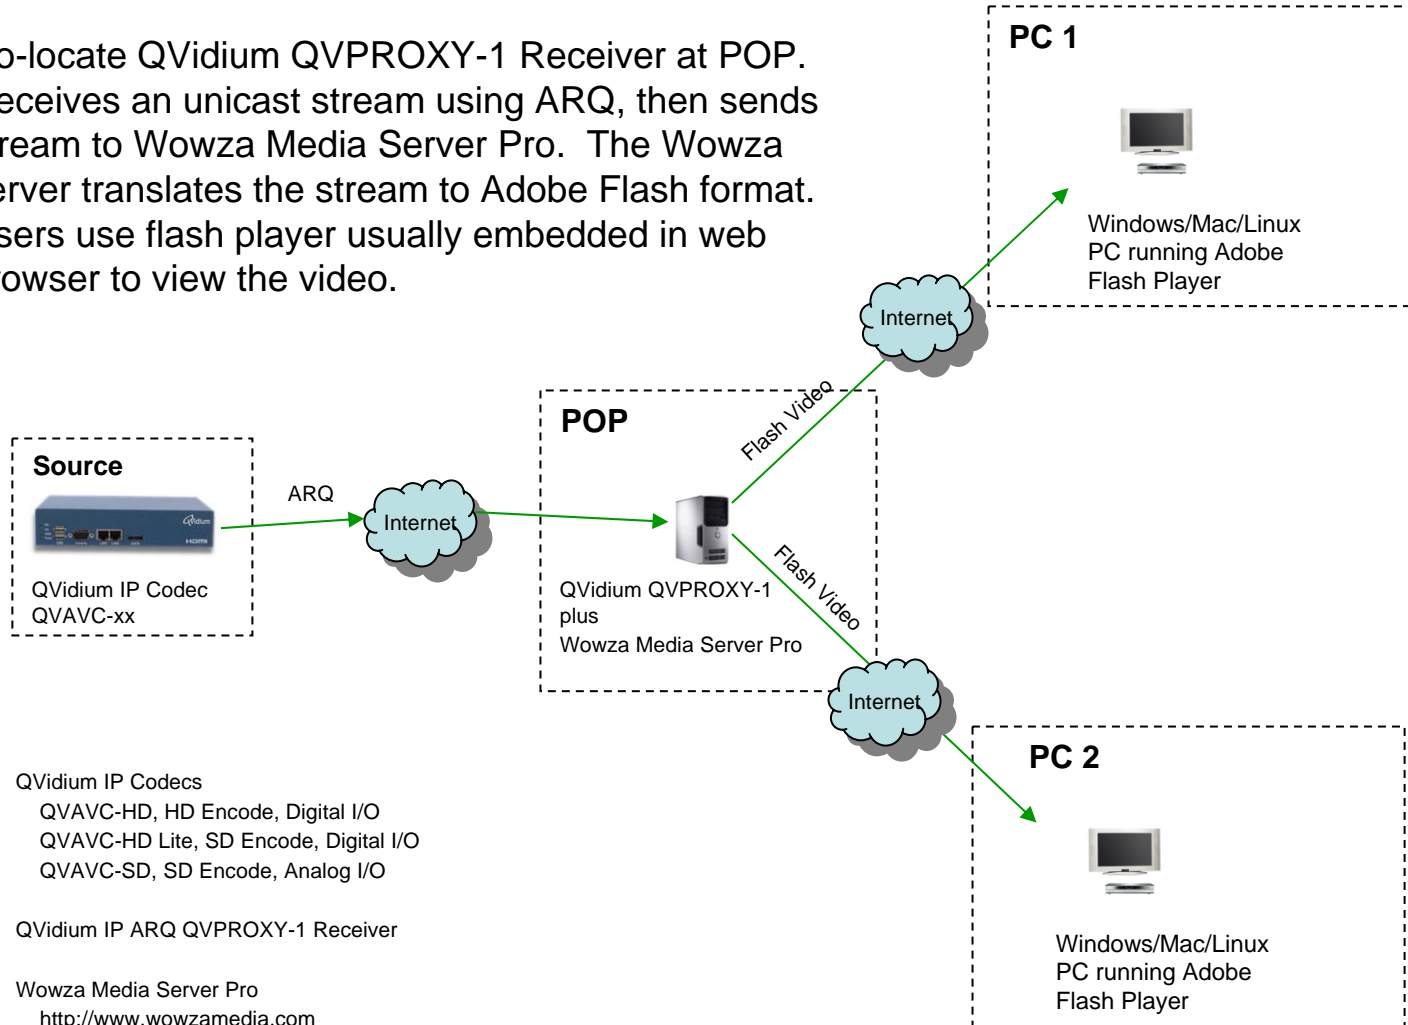 o-locate QVidium QVPROXY-1 Receiver at POP.
eceives an unicast stream using ARQ, then sends
ream to Wowza Media Server Pro. The Wowza
erver translates the stream to Adobe Flash format.
sers use flash player usually embedded in web
rowser to view the video.
PC 1
Windows/Mac/Linux
PC running Adobe
Flash Player
Internet
Flash Video
POP
Source
ARQ
Internet
QVidium
HDMI
QVidium IP Codec
QVAVC-xx
QVidium QVPROXY-1
plus
Wowza Media Server Pro
Flash Video
Internet
PC 2
Windows/Mac/Linux
PC running Adobe
Flash Player
QVidium IP Codecs
QVAVC-HD, HD Encode, Digital I/O
QVAVC-HD Lite, SD Encode, Digital I/O
QVAVC-SD, SD Encode, Analog I/O
QVidium IP ARQ QVPROXY-1 Receiver
Wowza Media Server Pro
http://www.wowzamedia.com